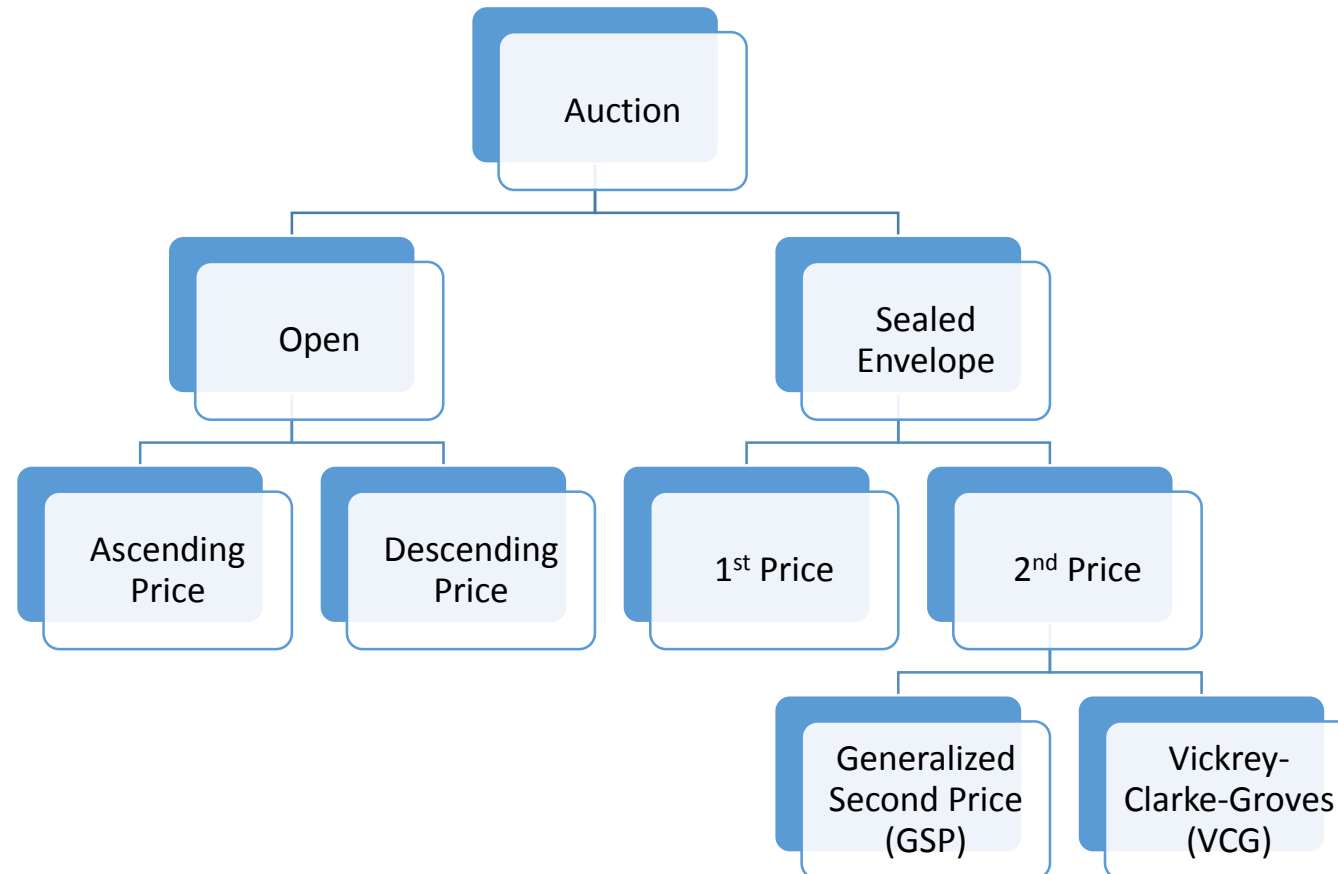 Auction
Open
Sealed
Envelope
Ascending
Price
Descending
Price
1st Price
2nd Price
Generalized
Second Price
(GSP)
Vickrey-
Clarke-Groves
(VCG)